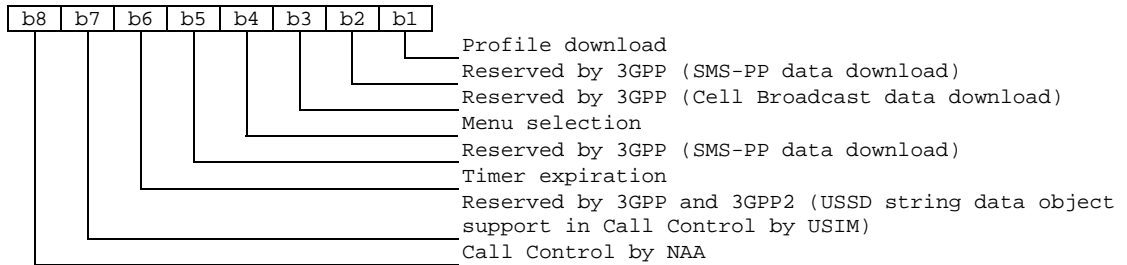 b8 b7 b6 b5 b4 b3 b2 b1
Profile download
Reserved by 3GPP (SMS-PP data download)
Reserved by 3GPP (Cell Broadcast data download)
Menu selection
Reserved by 3GPP (SMS-PP data download)
Timer expiration
Reserved by 3GPP and 3GPP2 (USSD string data object
support in Call Control by USIM)
Call Control by NAA